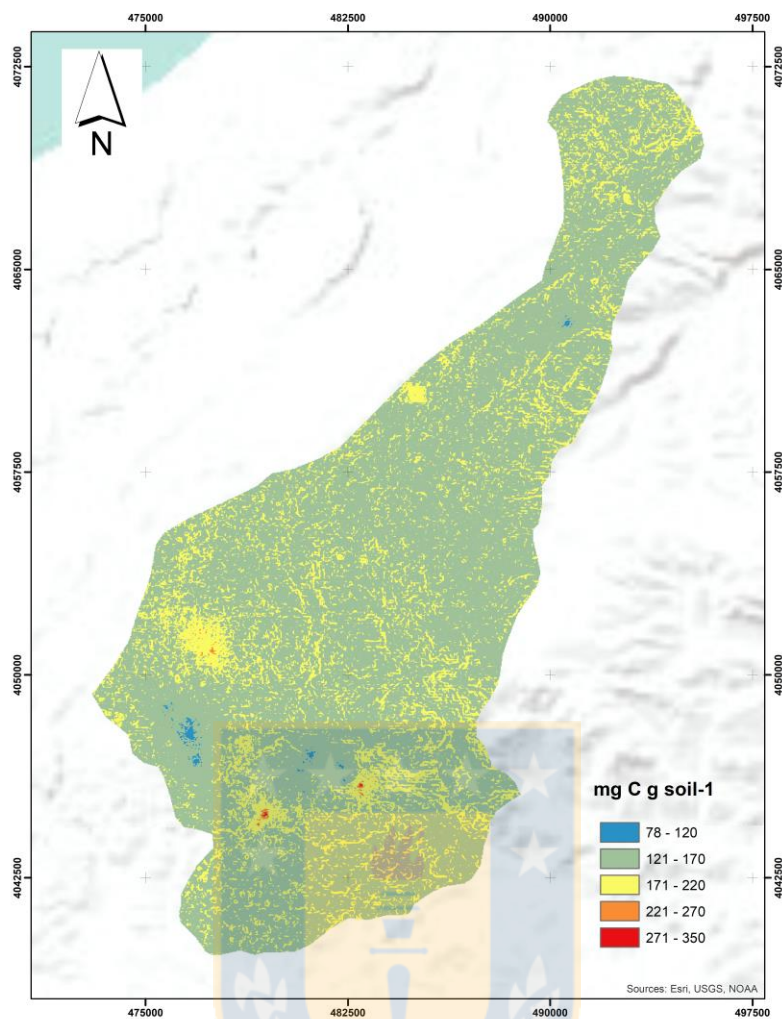 475000 482500 490000 497500
4072500 4072500
N
4065000 4065000
4057500 4057500
4050000 4050000
mg C g soil-1
78 - 120
121 - 170
171 - 220
221 - 270
271 - 350
4042500 4042500
Sources: Esri, USGS, NOAA
475000 482500 490000 497500